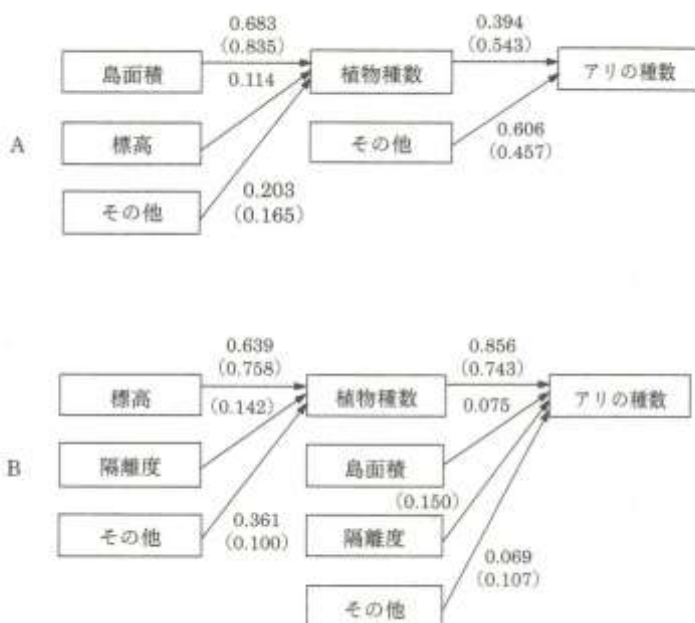 0.683
(0.835)
0.394
(0.543)
島面積
植物種数
アリの種数
0.114
A
標高
その他
0.606
(0.457)
その他
0.203
(0.165)
0.639
(0.758)
0.856
(0.743)
標高
植物種数
アリの種数
(0.142)
0.075
B
隔離度
島面積
(0.150)
その他
0.361
(0.100)
隔離度
0.069
(0.107)
その他